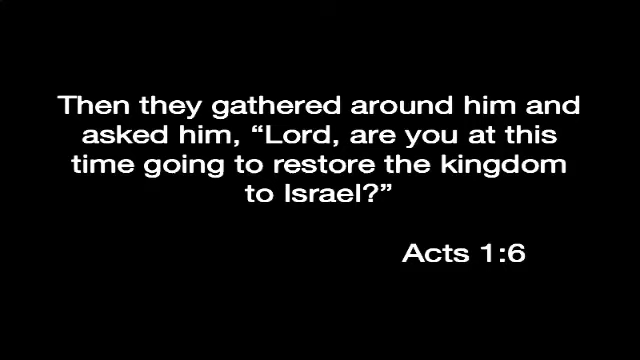 Then they gathered around him and
asked him, “Lord, are you at this
time going to restore the kingdom
to Israel?”
Acts 1:6